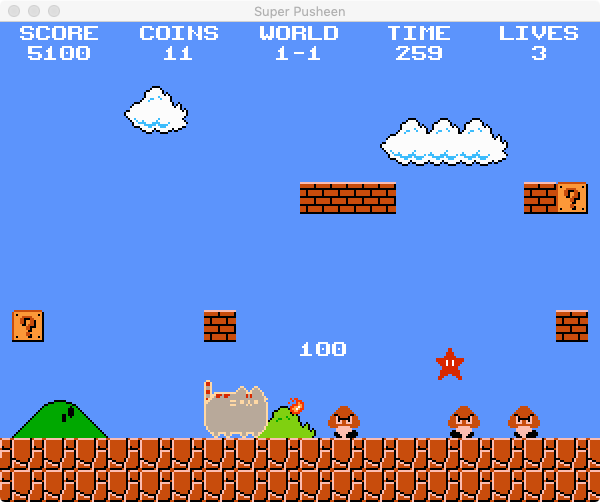 Super Pusheen
SCORE COINS WORLD TIME LIVES
5100 11 1-1 259 3
?
?
100